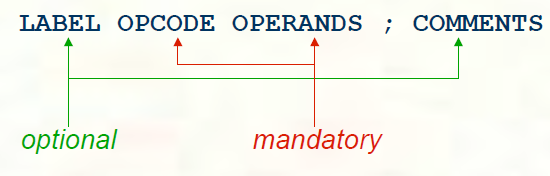 LABEL OPCODE OPERANDS ; COMMENTS
optional mandatory